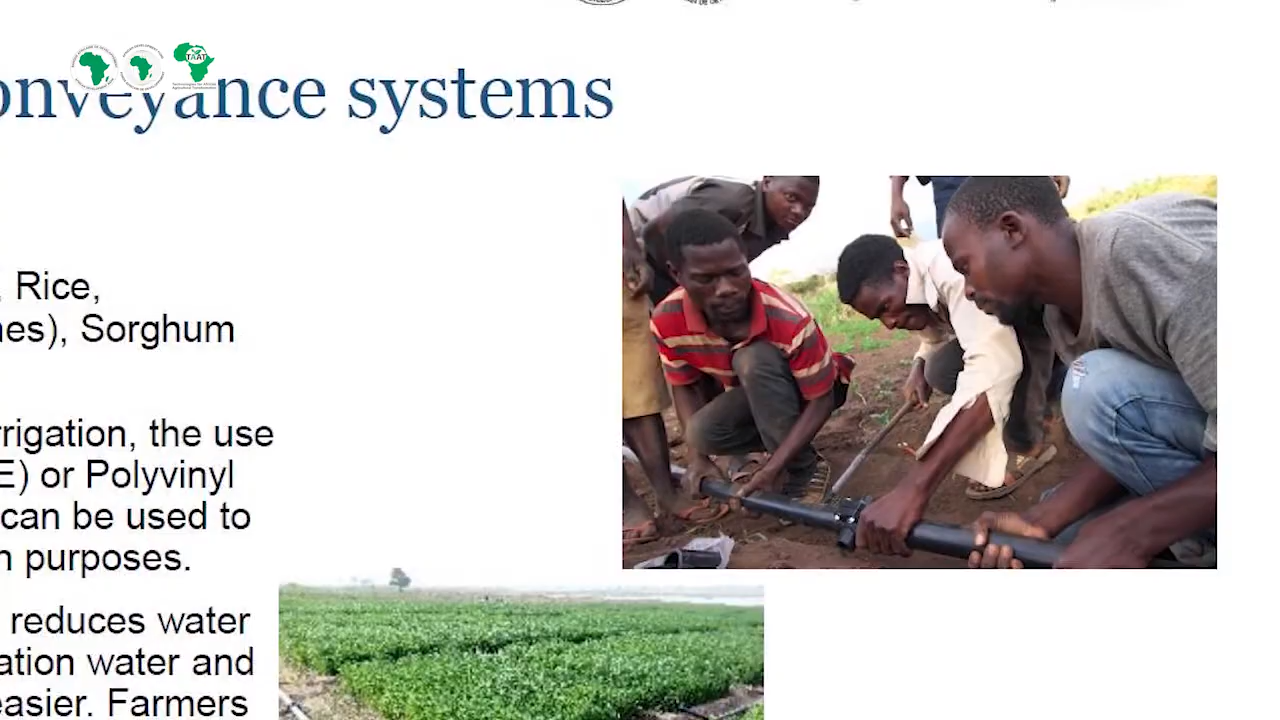 onveyance systems
TAAT
, Rice,
nes), Sorghum
rrigation, the use
E) or Polyvinyl
can be used to
n purposes.
reduces water
ation water and
easier. Farmers